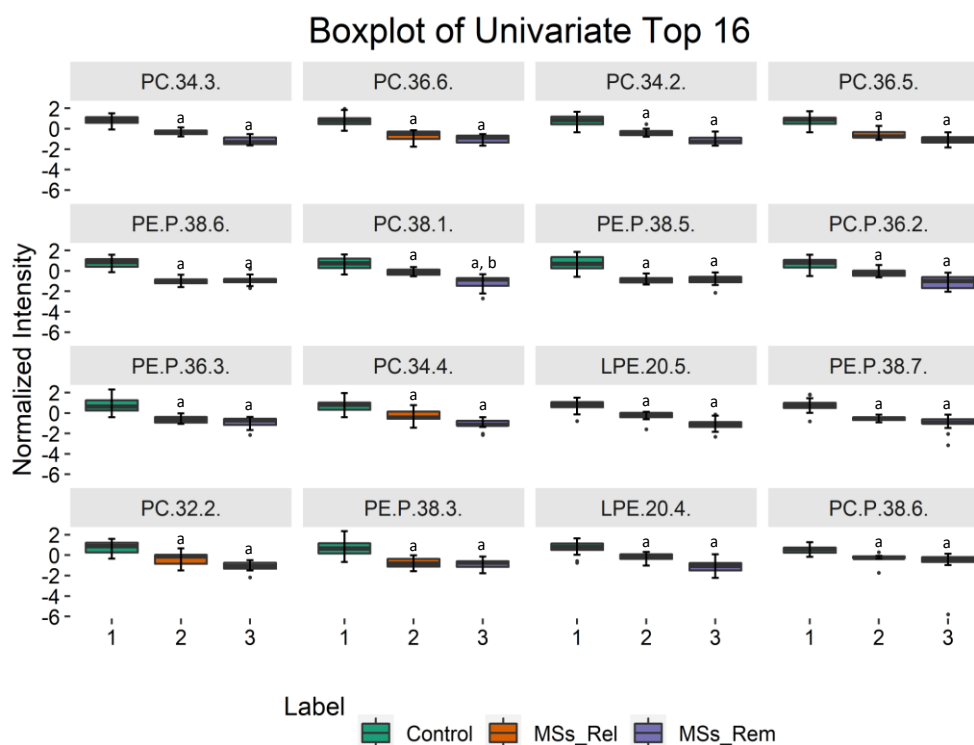 Boxplot of Univariate Top 16
PC.34.3. PC.36.6. PC.34.2. PC.36.5.
2 a a a a a a a a
0
-2
-4
-6
PE.P.38.6. PC.38.1. PE.P.38.5. PC.P.36.2.
2 a a a a, b a a a a
0
-2
-4
-6
PE.P.36.3. PC.34.4. LPE.20.5. PE.P.38.7.
2 a a a a a a a a
0
-2
-4
-6
PC.32.2. PE.P.38.3. LPE.20.4. PC.P.38.6.
2 a a a a a a a a
0
-2
-4
-6
1 2 3 1 2 3 1 2 3 1 2 3
Normalized Intensity
Label Control MSs_Rel MSs_Rem